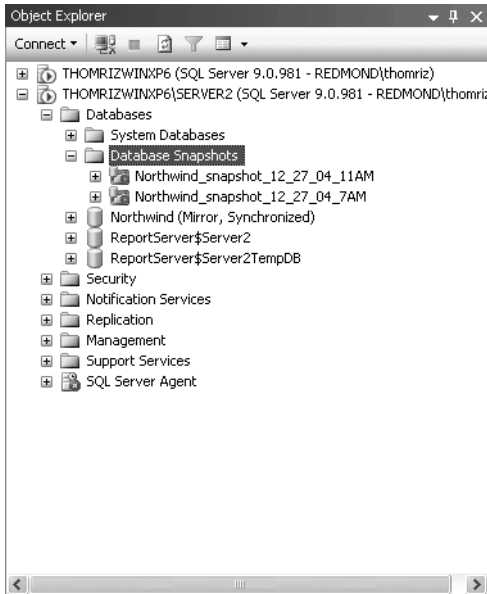 Object Explorer
Connect
THOMRIZWINXP6 (SQL Server 9.0.981 - REDMOND\thomriz)
THOMRIZWINXP6\SERVER2 (SQL Server 9.0.981 - REDMOND\thomriz
Databases
System Databases
Database Snapshots
Northwind_snapshot_12_27_04_11AM
Northwind_snapshot_12_27_04_7AM
Northwind (Mirror, Synchronized)
ReportServer$Server2
ReportServer$Server2TempDB
Security
Notification Services
Replication
Management
Support Services
SQL Server Agent